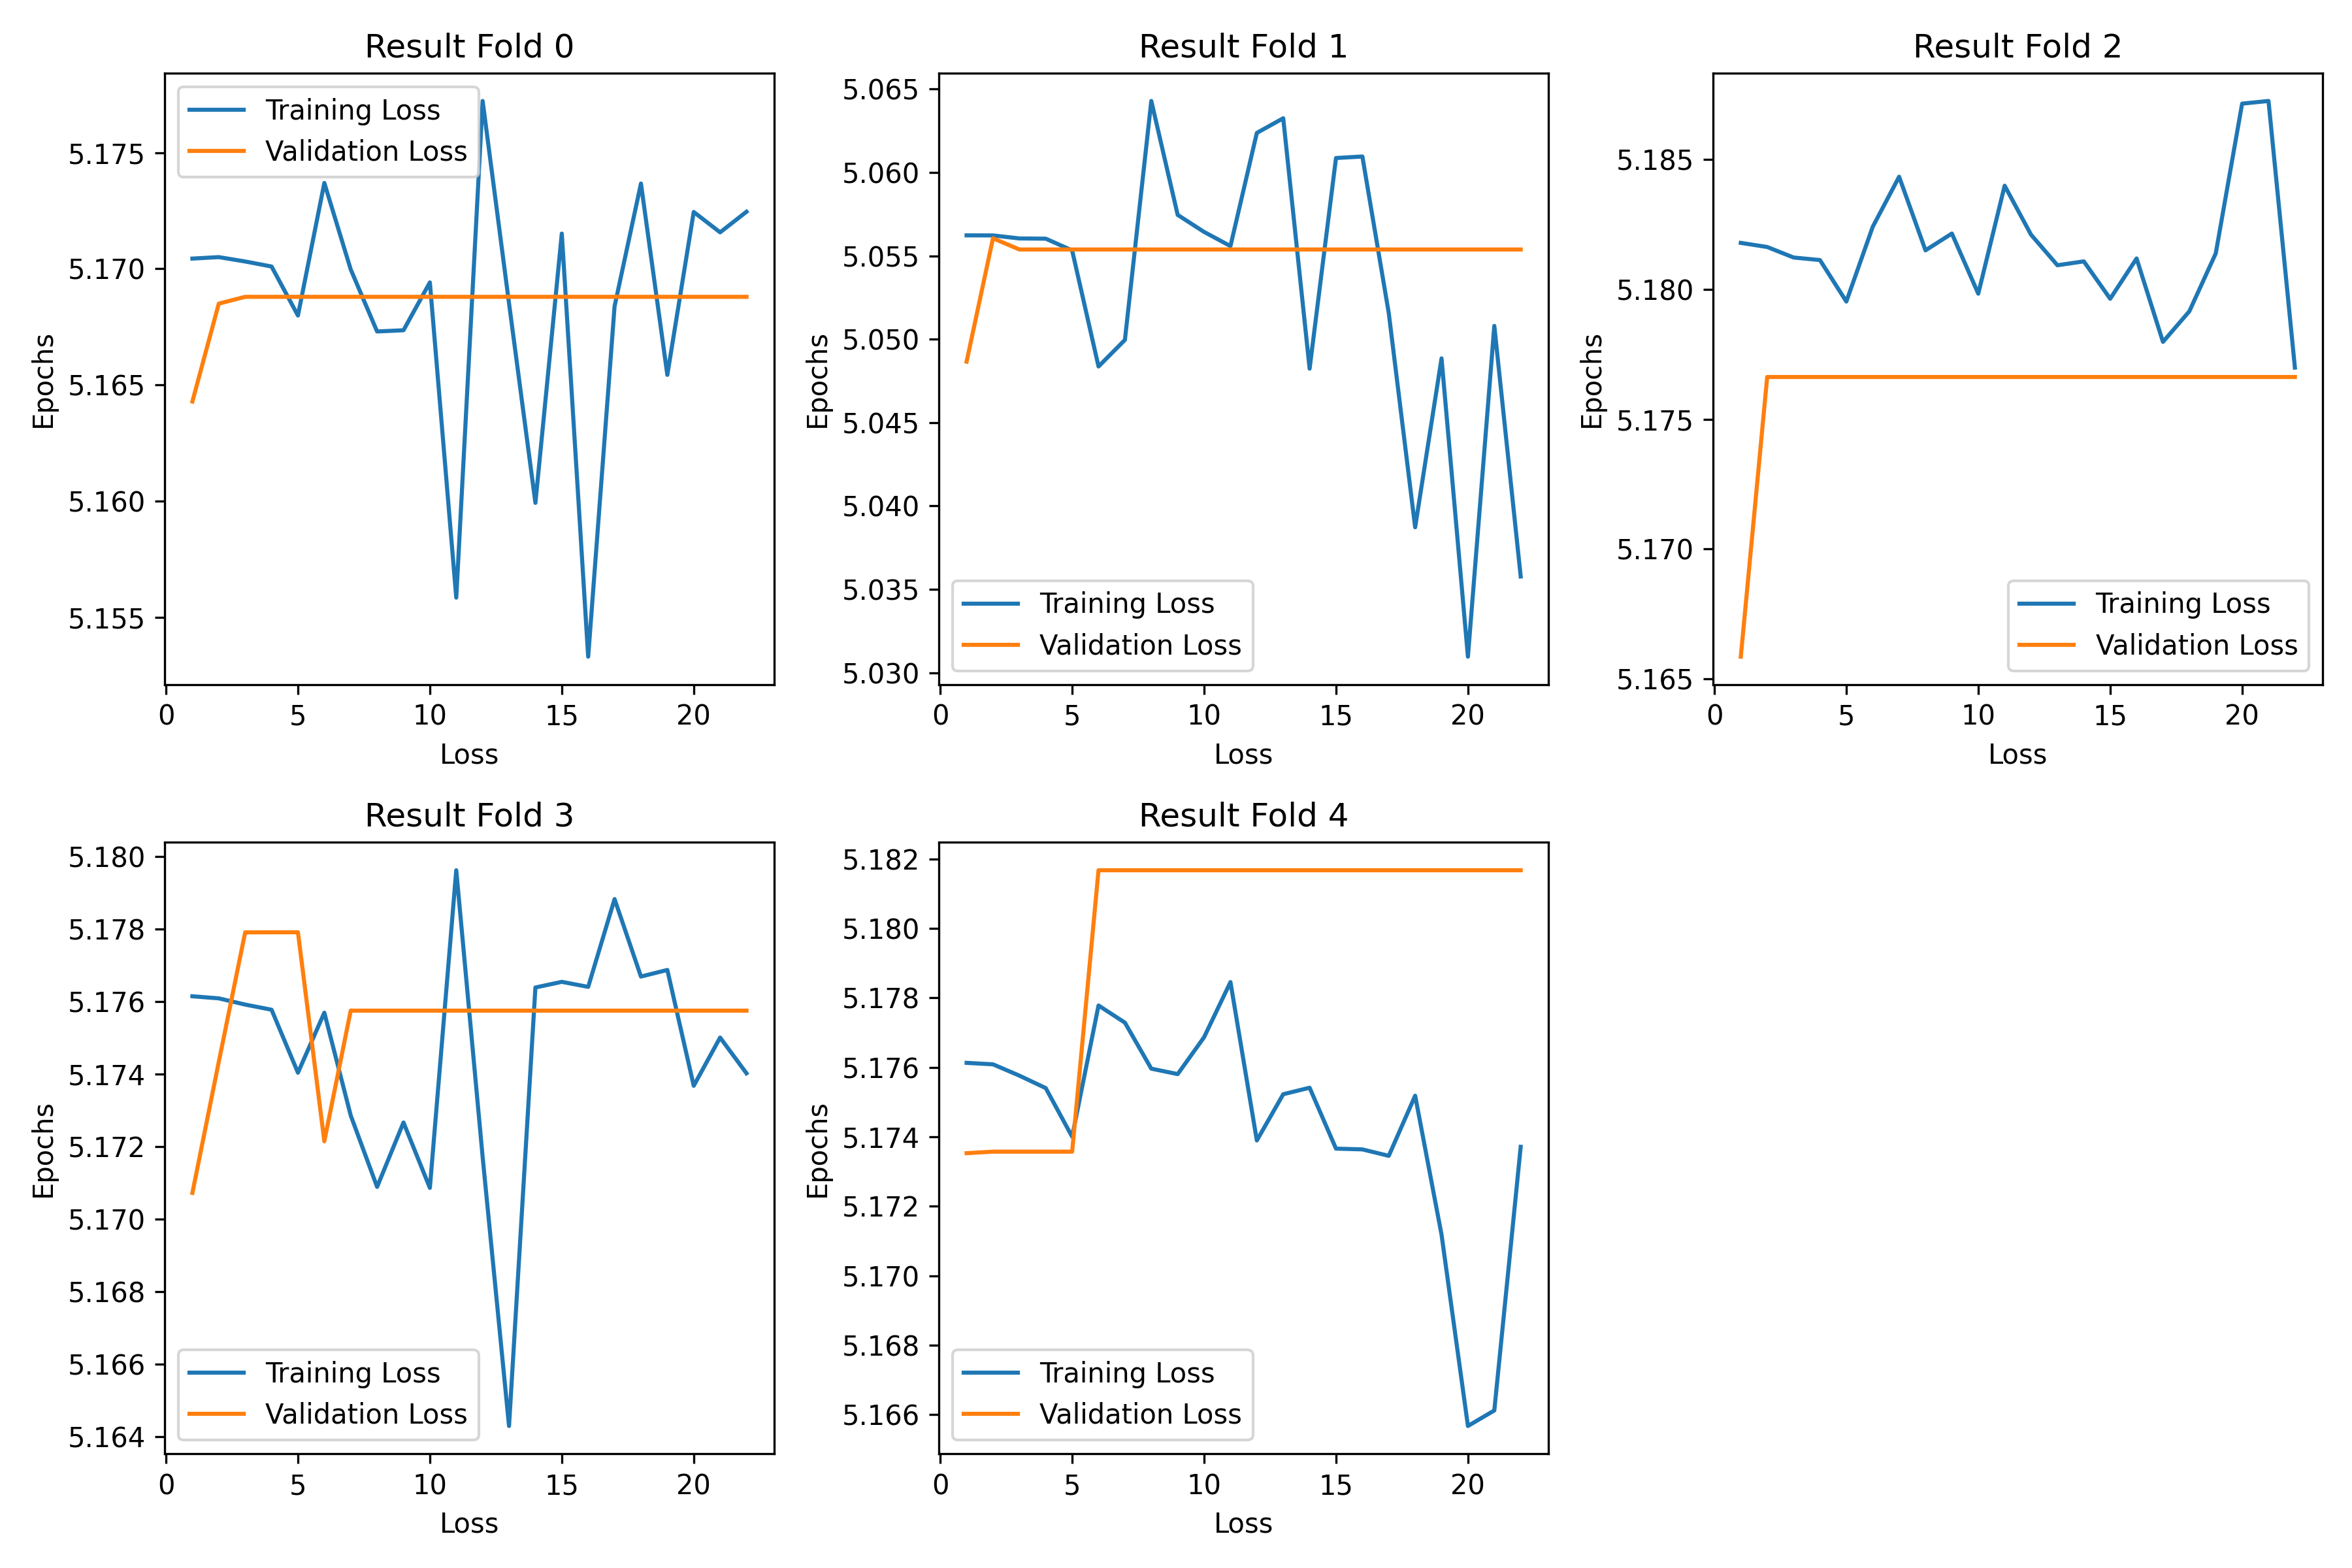 Result Fold 0
Training Loss
Validation Loss
5.175
5.170
5.165
5.160
5.155
Epochs
0 5 10 15 20
Loss
Result Fold 1
5.065
5.060
5.055
5.050
5.045
5.040
5.035
5.030
Epochs
Training Loss
Validation Loss
0 5 10 15 20
Loss
Result Fold 2
5.185
5.180
5.175
5.170
5.165
Epochs
Training Loss
Validation Loss
0 5 10 15 20
Loss
Result Fold 3
5.180
5.178
5.176
5.174
5.172
5.170
5.168
5.166
5.164
Epochs
Training Loss
Validation Loss
0 5 10 15 20
Loss
Result Fold 4
5.182
5.180
5.178
5.176
5.174
5.172
5.170
5.168
5.166
Epochs
Training Loss
Validation Loss
0 5 10 15 20
Loss